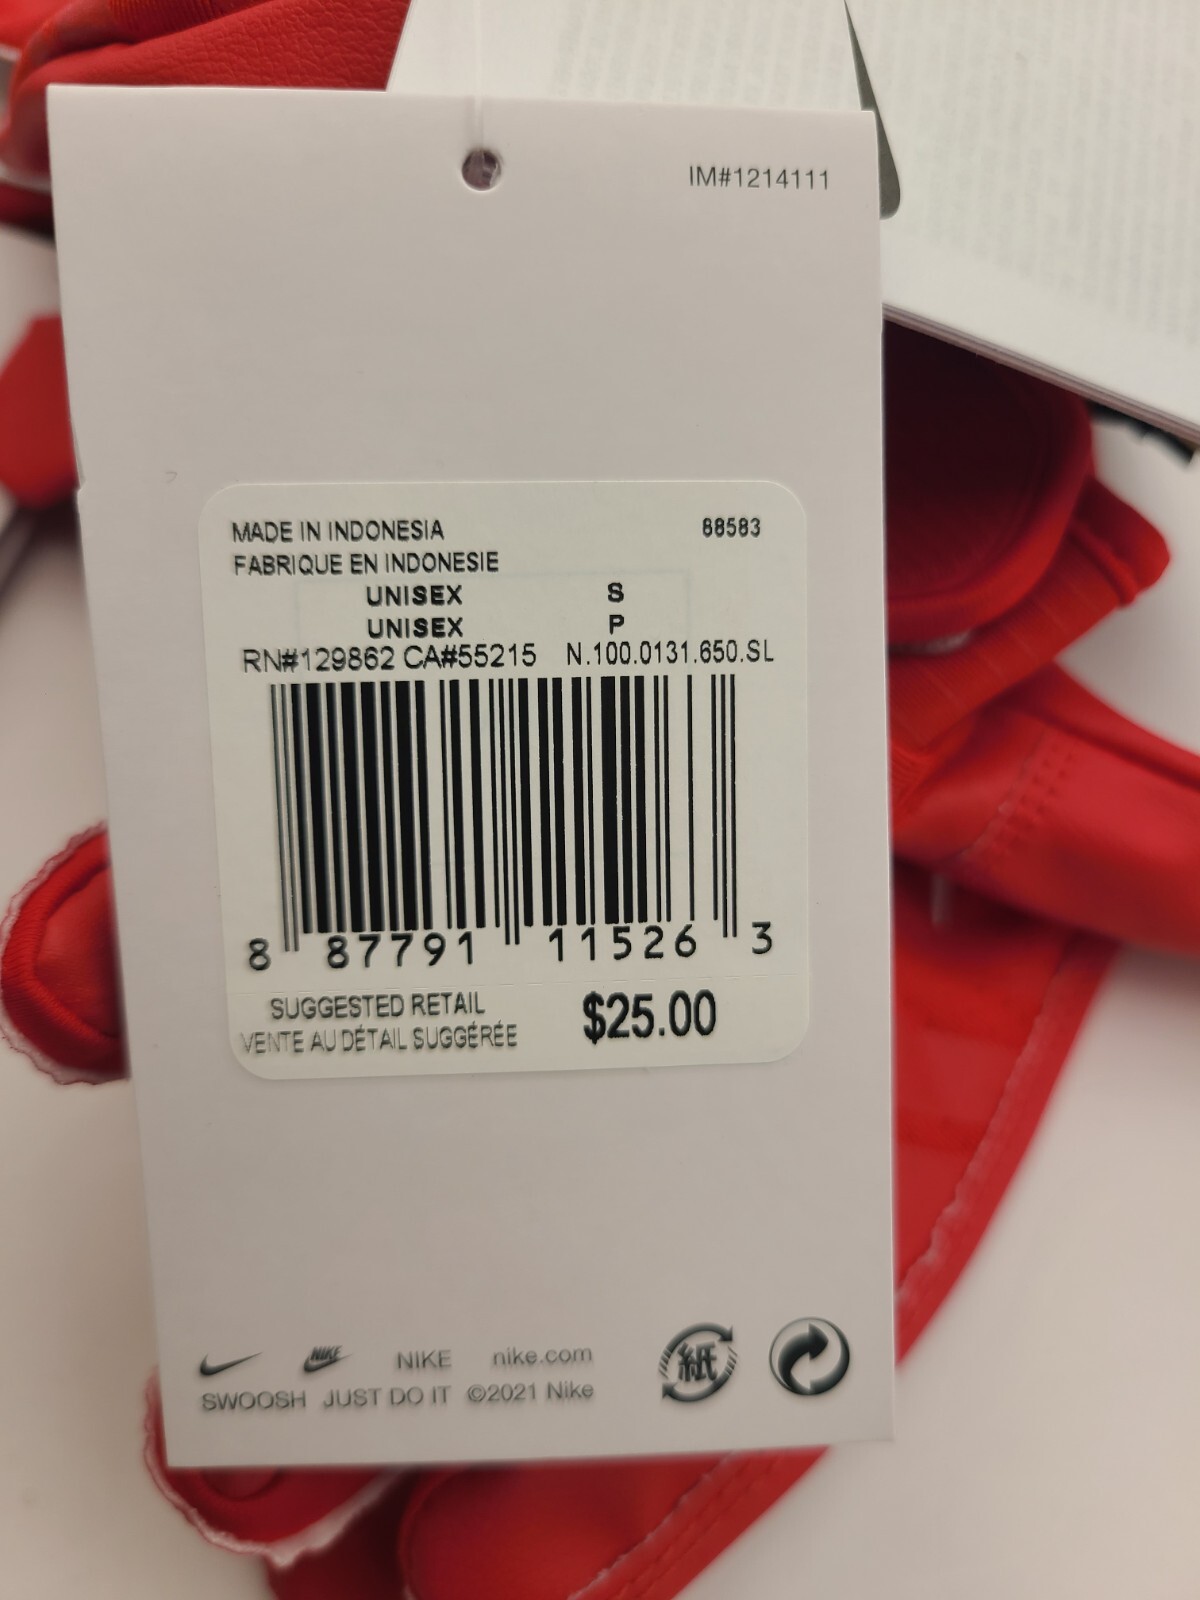 IM#1214111
MADE IN INDONESIA 88583
FABRIQUE EN INDONESIE
UNISEX S
UNISEX P
RN#129862 CA#55215 N.100.0131.650.SL
8 87791 11526 3
SUGGESTED RETAIL $25.00
VENTE AU DÉTAIL SUGGÉRÉE
NIKE NIKE nike.com
SWOOSH JUST DO IT ©2021 Nike
紙